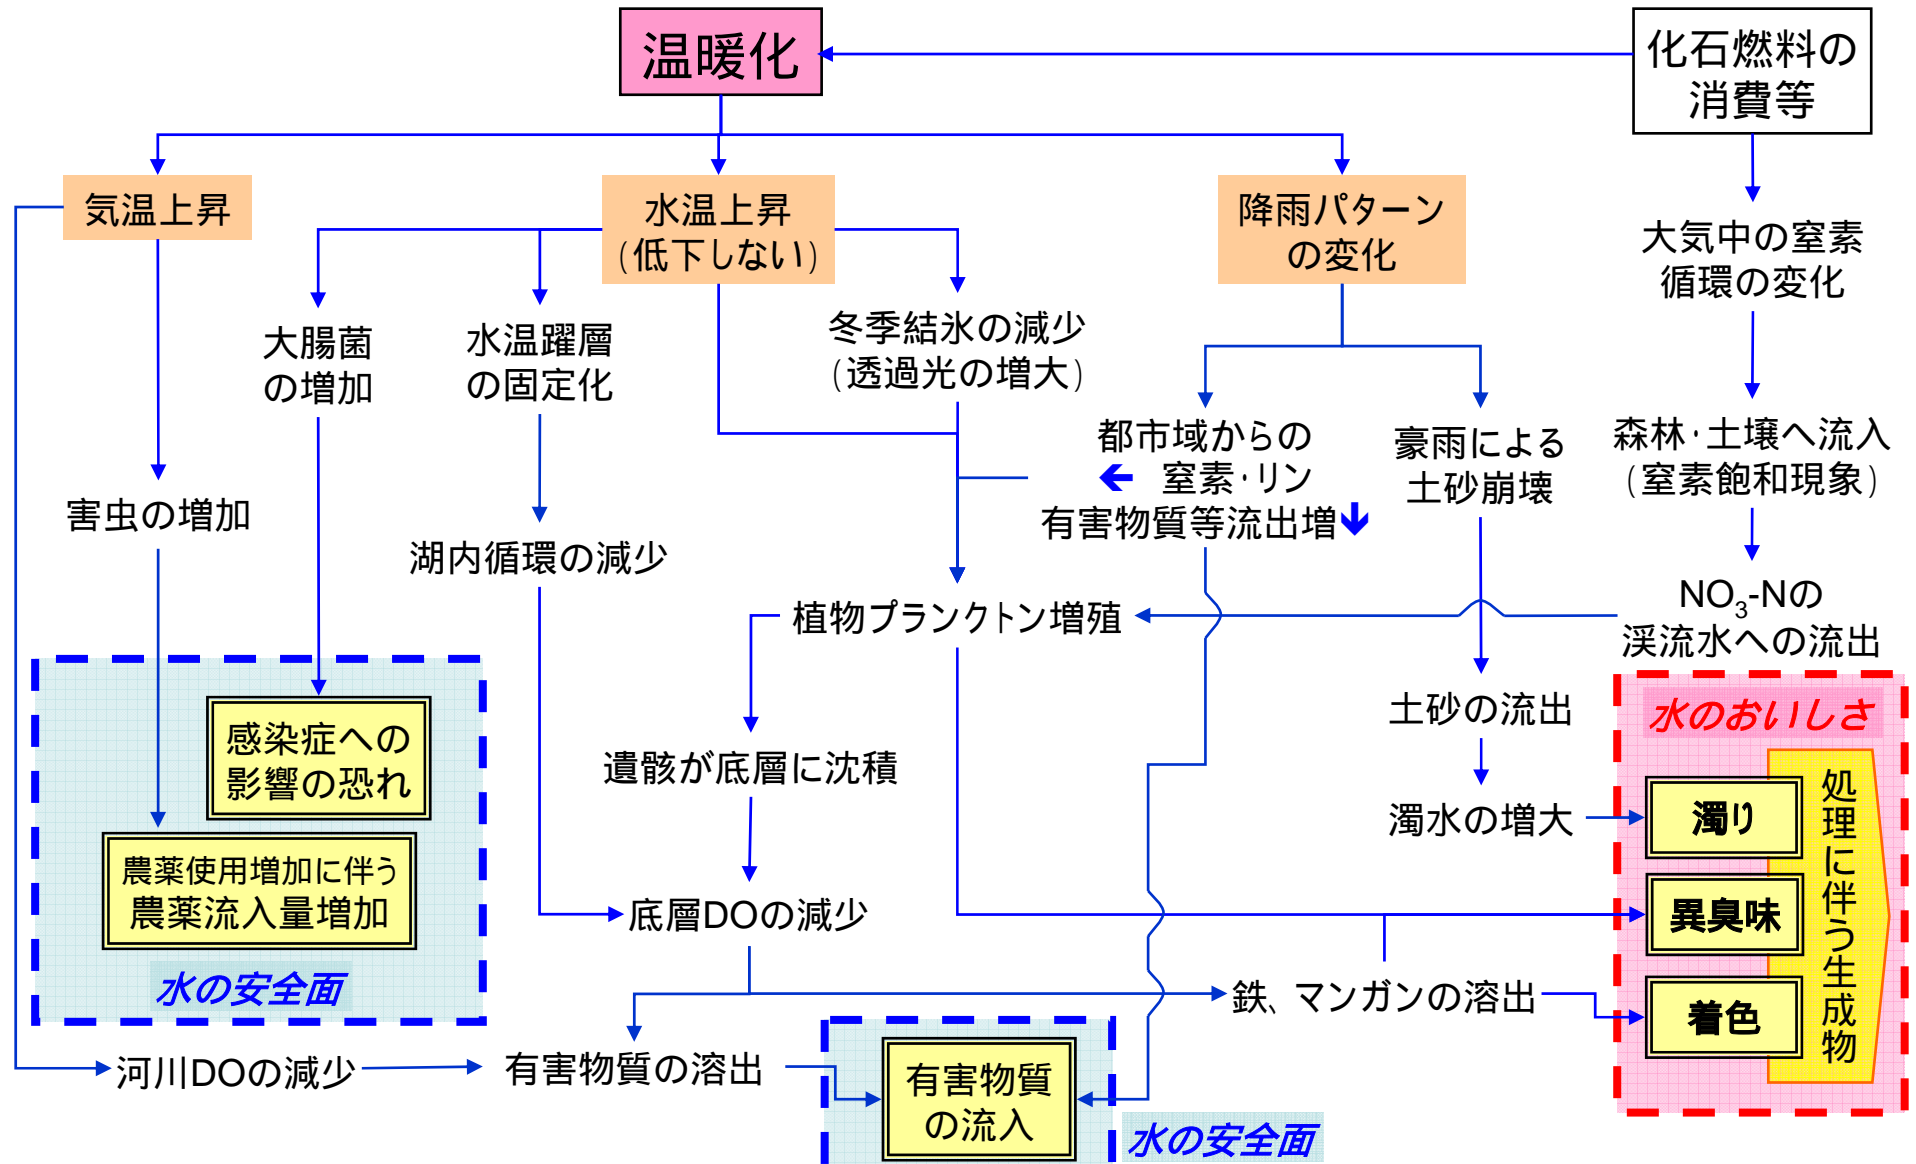 温暖化
化石燃料の
消費等
気温上昇
水温上昇
(低下しない)
降雨パターン
の変化
大気中の窒素
循環の変化
大腸菌
の増加
水温躍層
の固定化
冬季結氷の減少
(透過光の増大)
都市域からの
窒素・リン
有害物質等流出増
豪雨による
土砂崩壊
森林・土壌へ流入
(窒素飽和現象)
害虫の増加
湖内循環の減少
植物プランクトン増殖
NO3-Nの
渓流水への流出
感染症への
影響の恐れ
農薬使用増加に伴う
農薬流入量増加
水の安全面
遺骸が底層に沈積
土砂の流出
濁水の増大
水のおいしさ
濁り
異臭味
着色
処理に伴う生成物
底層DOの減少
鉄、マンガンの溶出
河川DOの減少
有害物質の溶出
有害物質
の流入
水の安全面